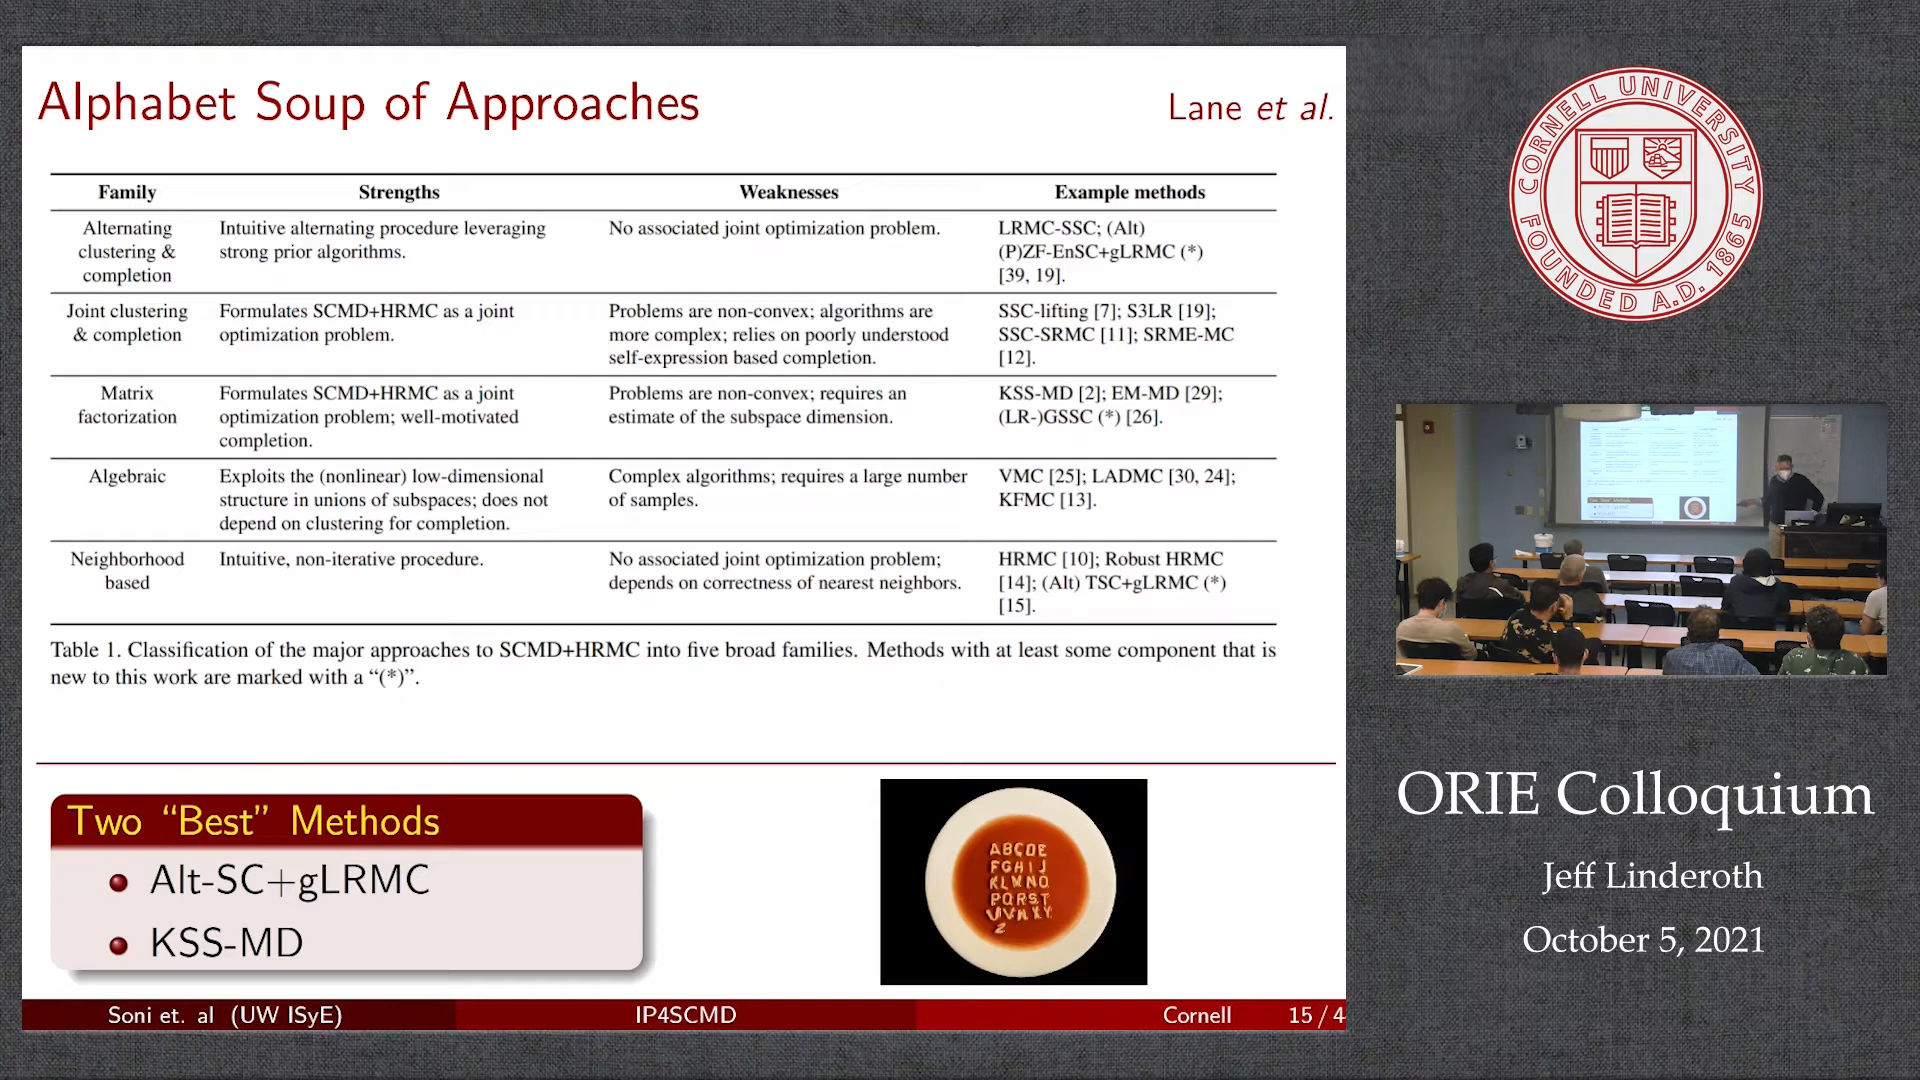 Alphabet Soup of Approaches
Lane et al.
Family Strengths Weaknesses Example methods
Alternating clustering & completion
Intuitive alternating procedure leveraging
strong prior algorithms.
No associated joint optimization problem.
LRMC-SSC; (Alt)
(P)ZF-EnSC+gLRMC (*)
[39, 19].
Joint clustering
& completion
Formulates SCMD+HRMC as a joint
optimization problem.
Problems are non-convex; algorithms are
more complex; relies on poorly understood
self-expression based completion.
SSC-lifting [7]; S3LR [19];
SSC-SRMC [11]; SRME-MC
[12].
Matrix
factorization
Formulates SCMD+HRMC as a joint
optimization problem; well-motivated
completion.
Problems are non-convex; requires an
estimate of the subspace dimension.
KSS-MD [2]; EM-MD [29];
(LR-)GSSC (*) [26].
Algebraic
Exploits the (nonlinear) low-dimensional
structure in unions of subspaces; does not
depend on clustering for completion.
Complex algorithms; requires a large number
of samples.
VMC [25]; LADMC [30, 24];
KFMC [13].
Neighborhood
based
Intuitive, non-iterative procedure.
No associated joint optimization problem;
depends on correctness of nearest neighbors.
HRMC [10]; Robust HRMC
[14]; (Alt) TSC+gLRMC (*)
[15].
Table 1. Classification of the major approaches to SCMD+HRMC into five broad families. Methods with at least some component that is
new to this work are marked with a “(*)”.
Two “Best” Methods
Alt-SC+gLRMC
KSS-MD
ABCDE
FGHIJ
KLMNO
PQRST
UVWXY
Z
Soni et. al (UW ISyE) IP4SCMD Cornell 15 / 4
CORNELL UNIVERSITY
FOUNDED A.D. 1865
ORIE Colloquium
Jeff Linderoth
October 5, 2021